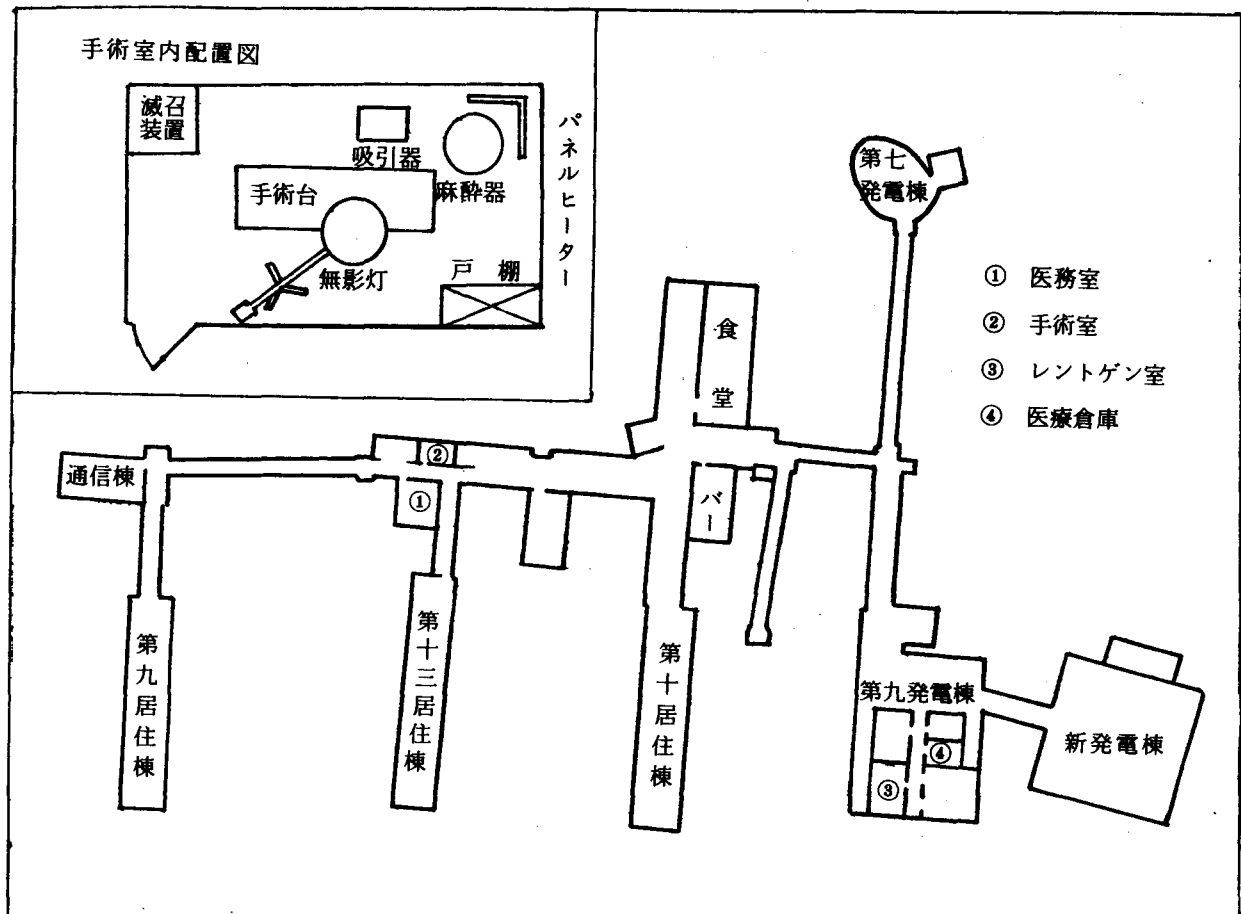 手術室内配置図
滅召
装置
吸引器
麻酔器
手術台
無影灯
戸棚
パネルヒーター
第七
発電棟
① 医務室
② 手術室
③ レントゲン室
④ 医療倉庫
食堂
通信棟
②
①
バー
第九居住棟
第十三居住棟
第十居住棟
第九発電棟
④
③
新発電棟